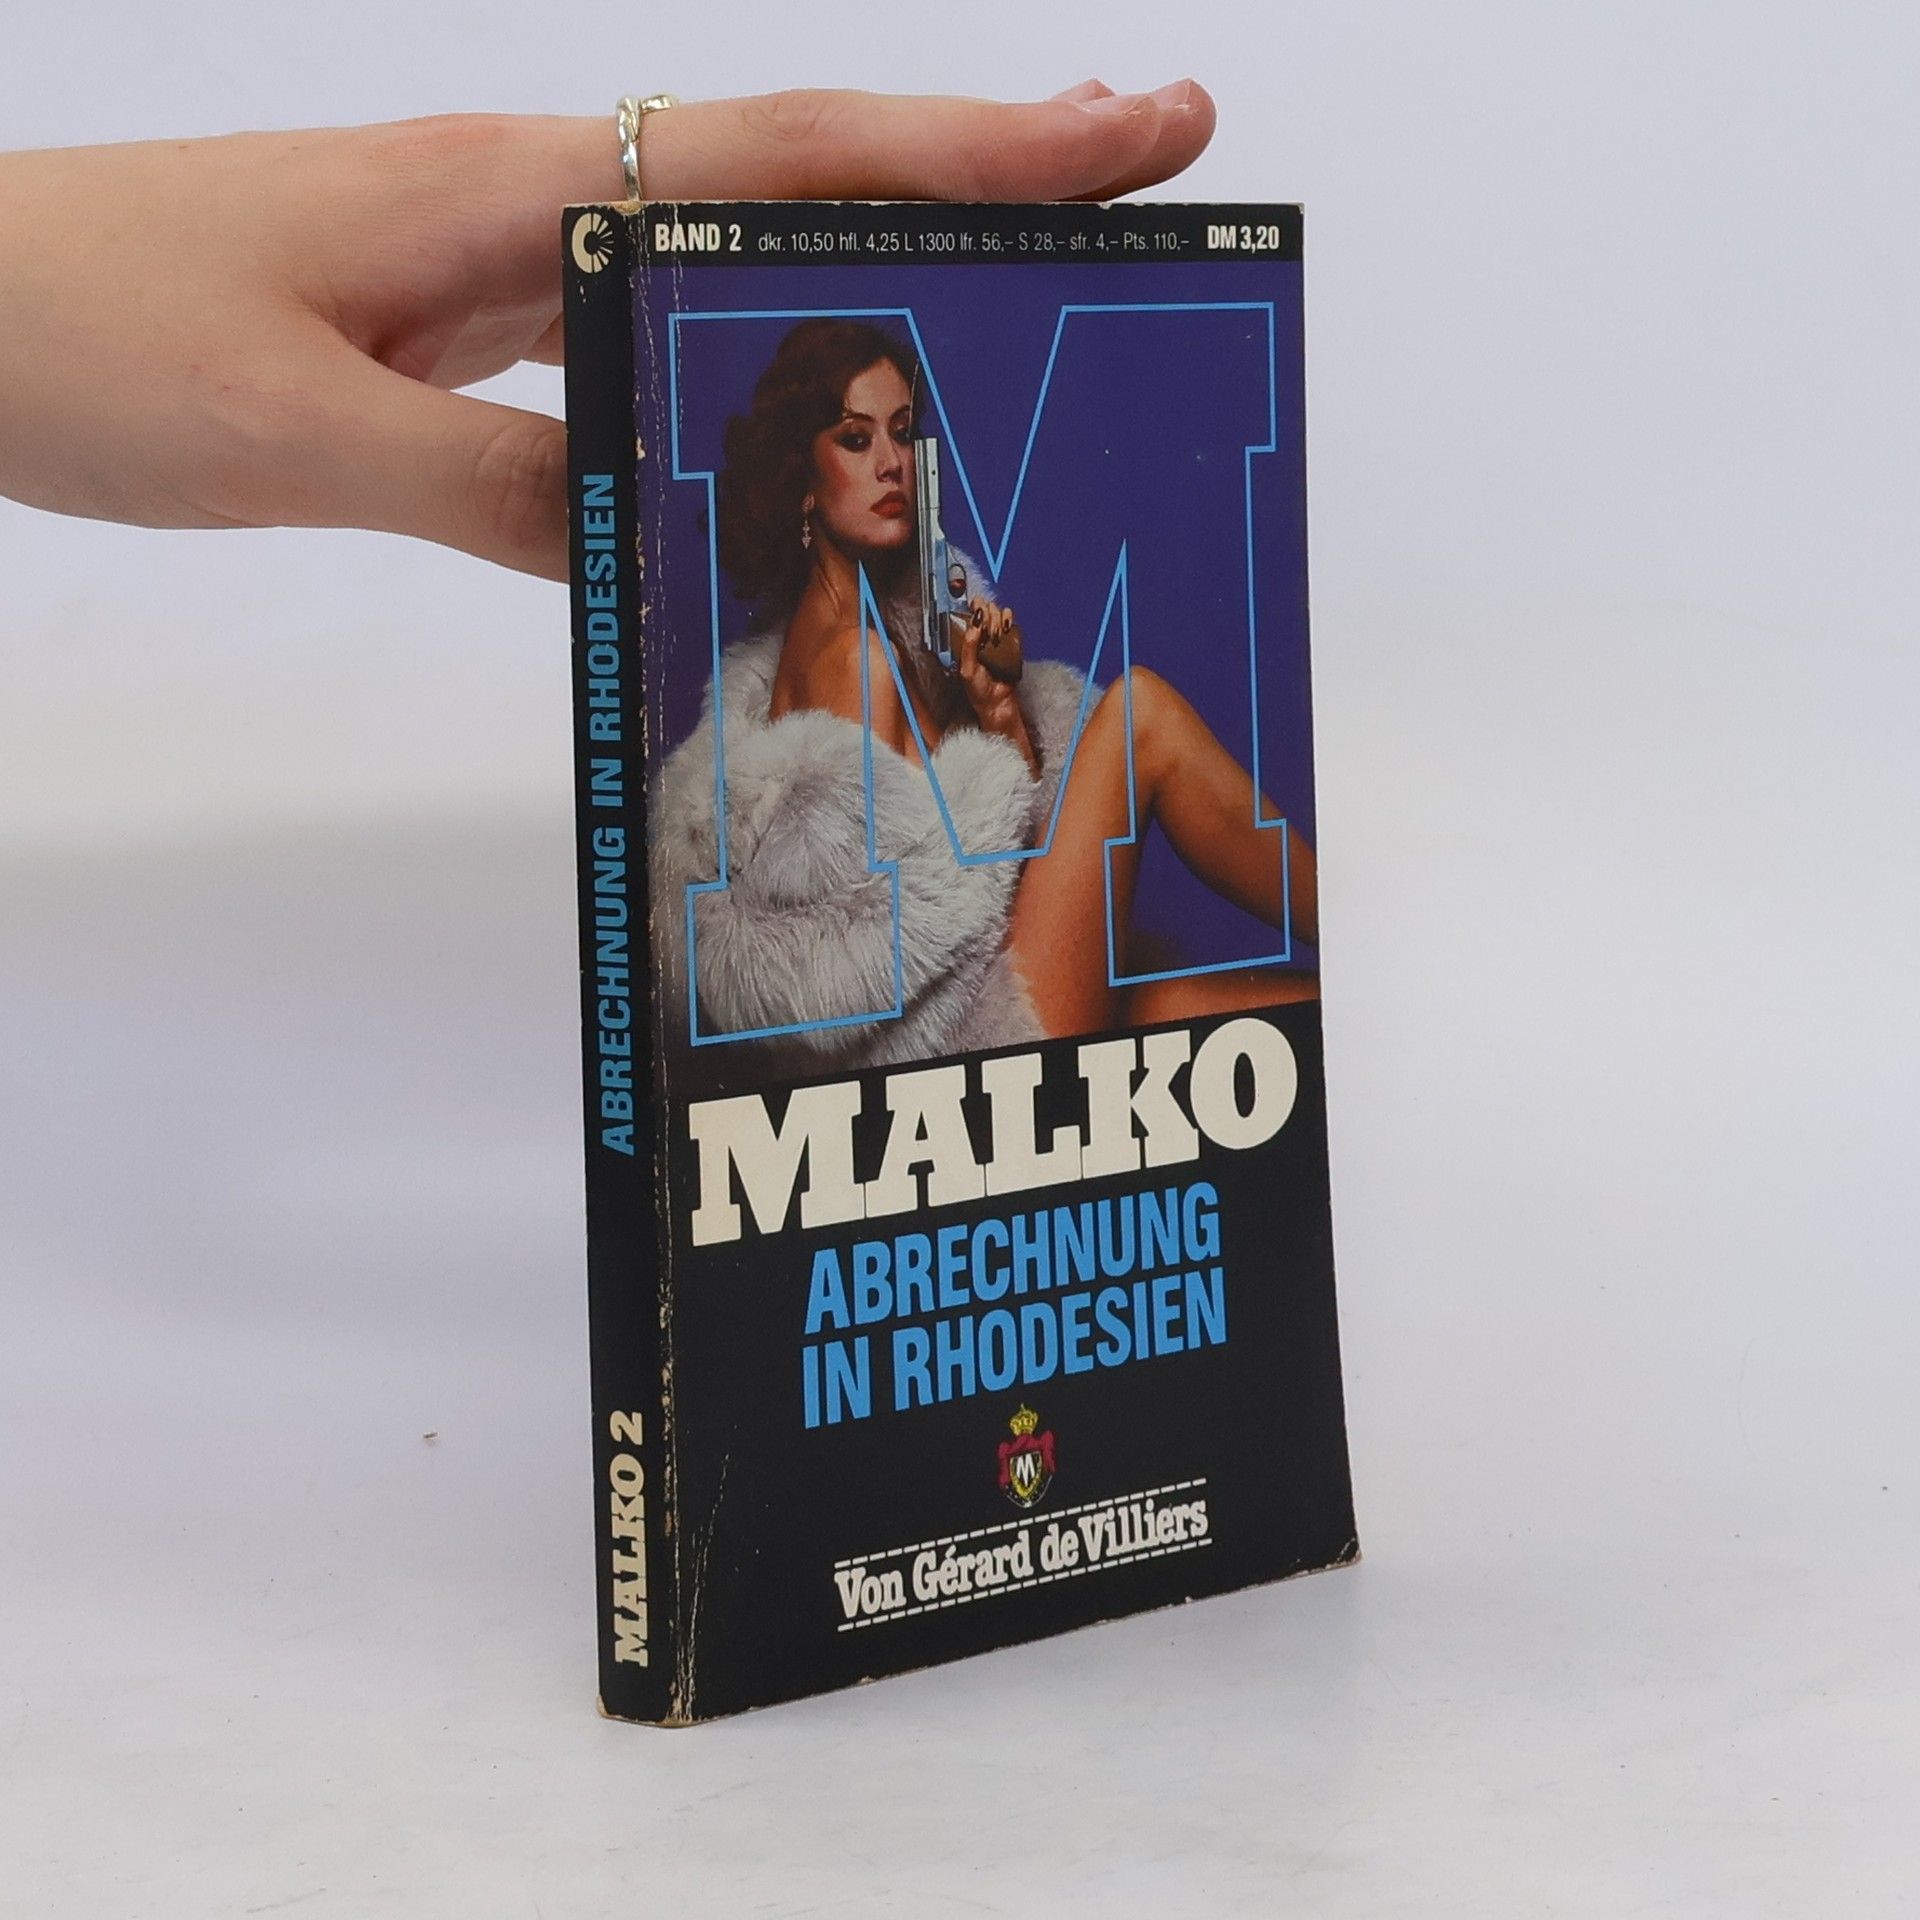 BAND 2 dkr. 10,50 hfl. 4,25 L 1300 lfr. 56,– S 28,– sfr. 4,– Pts. 110,– DM 3,20
M
MALKO
ABRECHNUNG
IN RHODESIEN
M
Von Gérard de Villiers
ABRECHNUNG IN RHODESIEN
MALKO 2